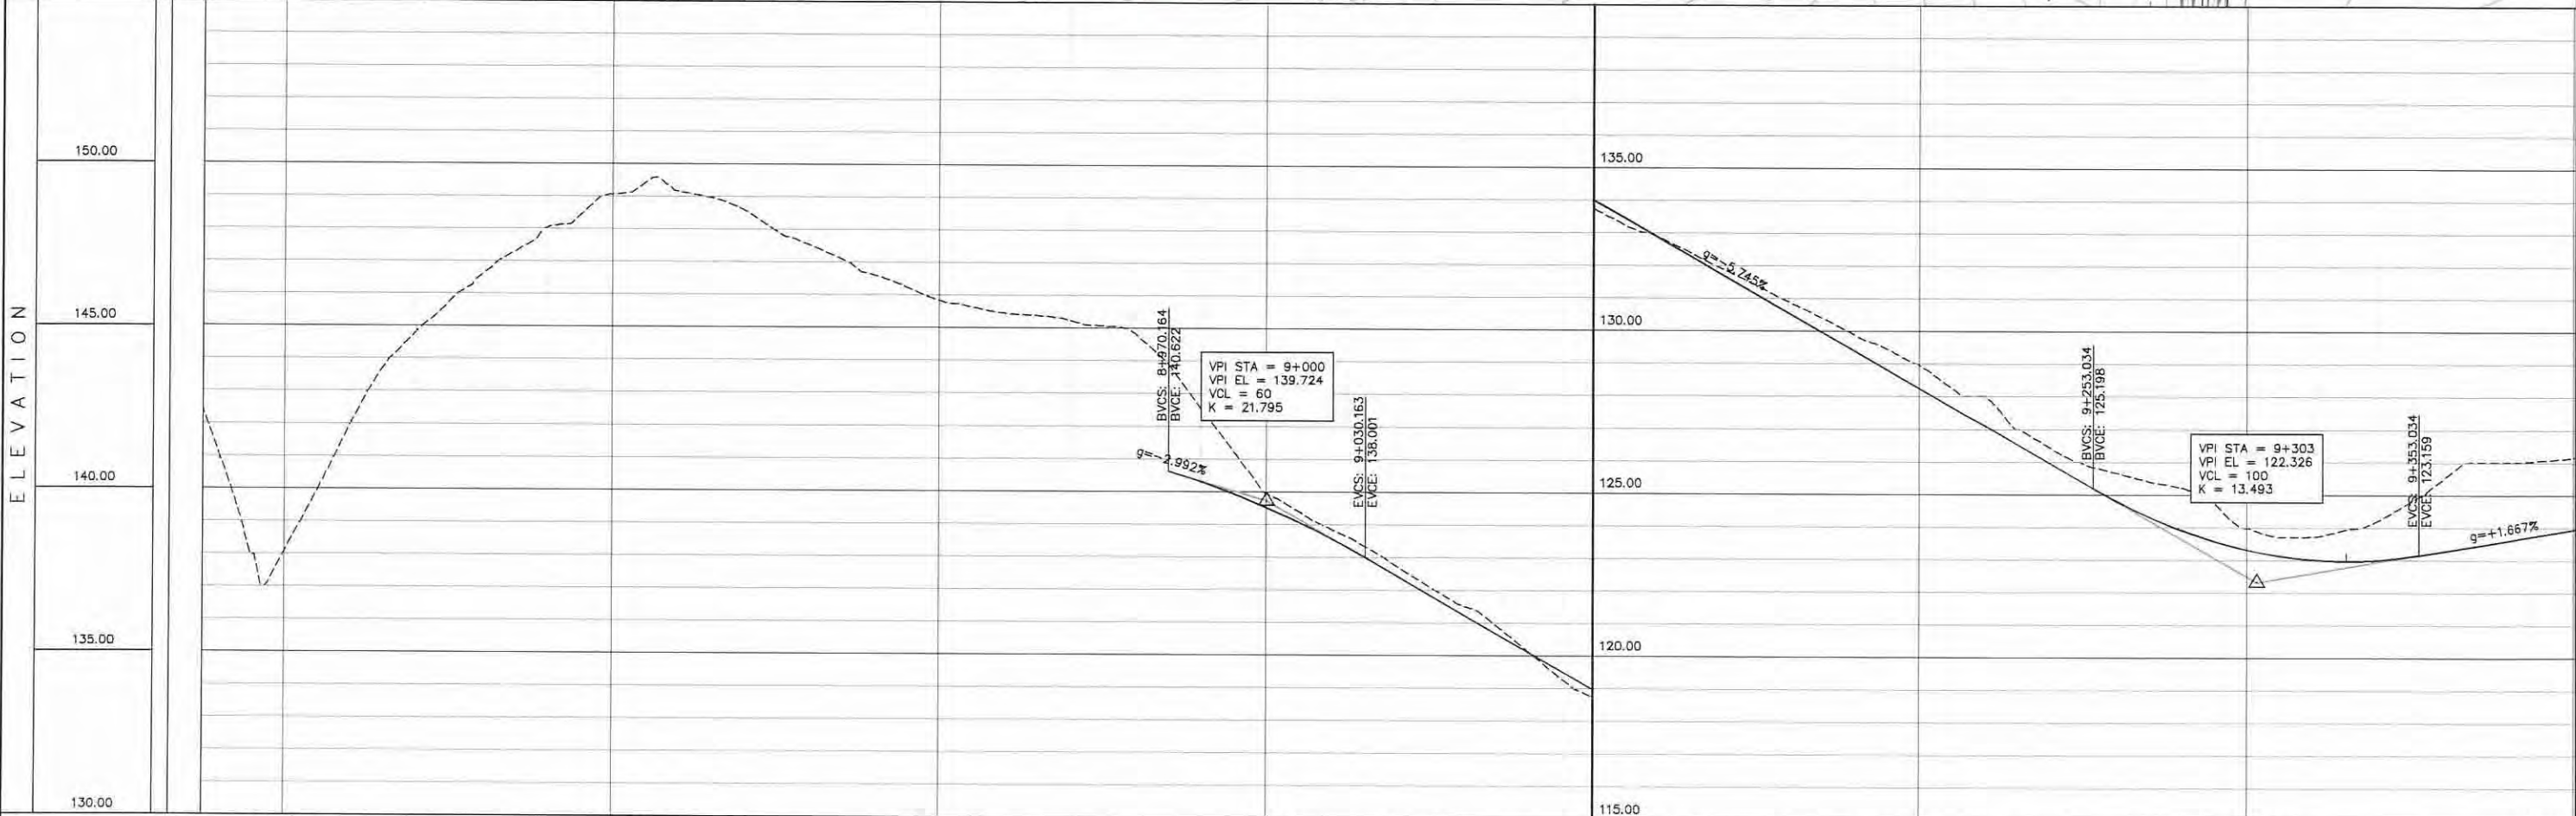 ELEVATION
150.00
145.00
140.00
135.00
130.00
g=-2.992%
BVCS: 8+970.164
BVCE: 140.622
VPI STA = 9+000
VPI EL = 139.724
VCL = 60
K = 21.795
EVCS: 9+030.163
EVCE: 138.001
135.00
130.00
125.00
120.00
115.00
g=-5.745%
BVCS: 9+253.034
BVCE: 125.198
VPI STA = 9+303
VPI EL = 122.326
VCL = 100
K = 13.493
EVCS: 9+353.034
EVCE: 123.159
g=+1.667%